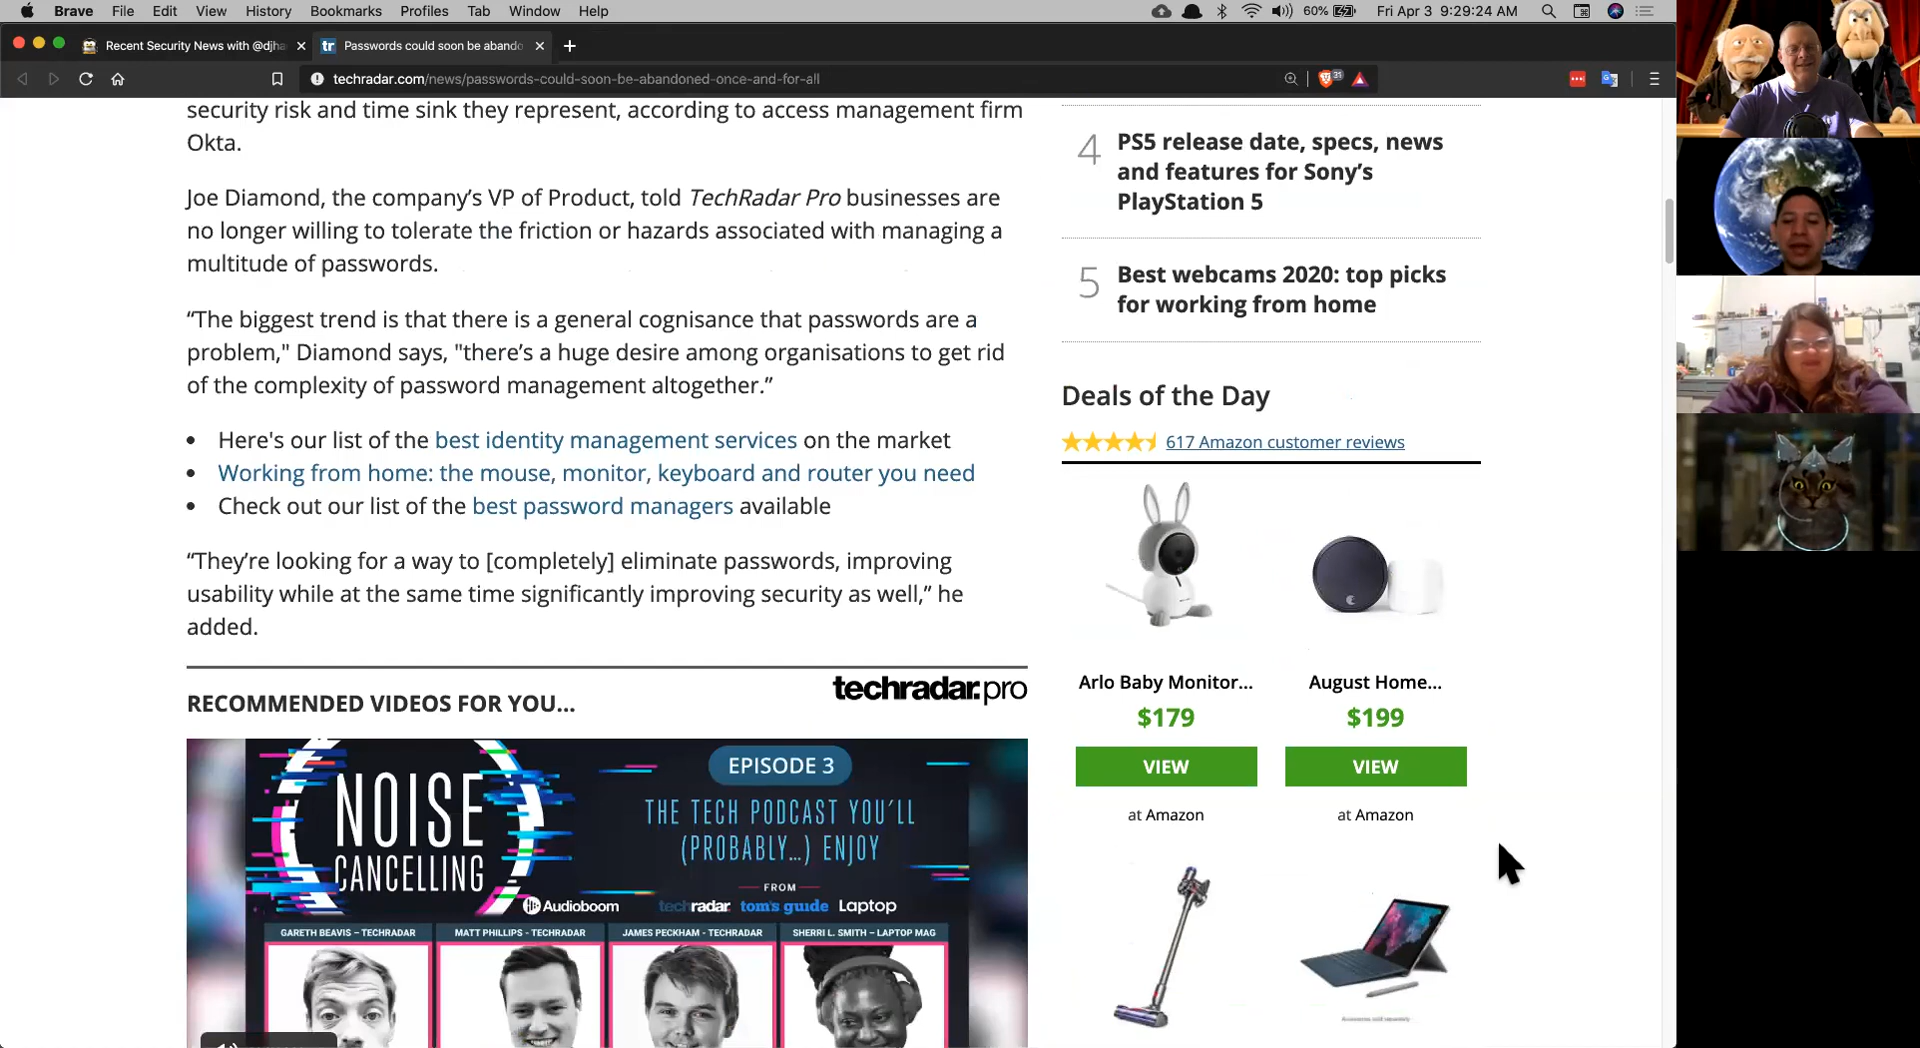 Brave File Edit View History Bookmarks Profiles Tab Window Help 60% Fri Apr 3 9:29:24 AM
Recent Security News with @djha
tr Passwords could soon be abando
techradar.com/news/passwords-could-soon-be-abandoned-once-and-for-all
31
security risk and time sink they represent, according to access management firm
Okta.
Joe Diamond, the company’s VP of Product, told TechRadar Pro businesses are
no longer willing to tolerate the friction or hazards associated with managing a
multitude of passwords.
“The biggest trend is that there is a general cognisance that passwords are a
problem," Diamond says, "there’s a huge desire among organisations to get rid
of the complexity of password management altogether.”
• Here's our list of the best identity management services on the market
• Working from home: the mouse, monitor, keyboard and router you need
• Check out our list of the best password managers available
“They’re looking for a way to [completely] eliminate passwords, improving
usability while at the same time significantly improving security as well,” he
added.
techradar.pro
RECOMMENDED VIDEOS FOR YOU...
NOISE
CANCELLING
EPISODE 3
THE TECH PODCAST YOU’LL
(PROBABLY...) ENJOY
FROM
Audioboom techradar tom's guide Laptop
GARETH BEAVIS – TECHRADAR
MATT PHILLIPS - TECHRADAR
JAMES PECKHAM - TECHRADAR
SHERRI L. SMITH – LAPTOP MAG
4 PS5 release date, specs, news
and features for Sony’s
PlayStation 5
5 Best webcams 2020: top picks
for working from home
Deals of the Day
617 Amazon customer reviews
Arlo Baby Monitor...
$179
VIEW
at Amazon
August Home...
$199
VIEW
at Amazon